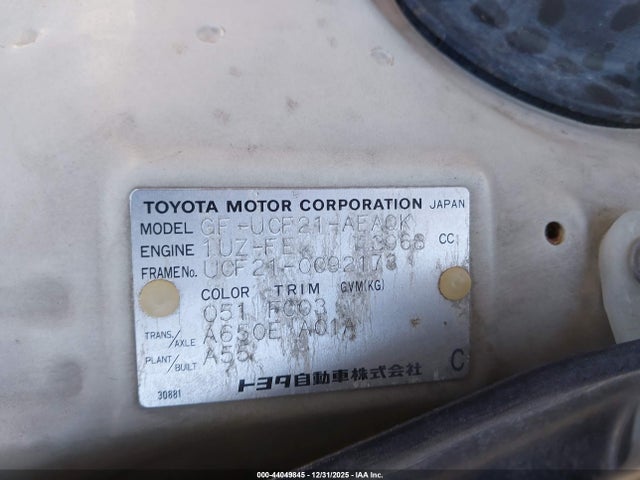 TOYOTA MOTOR CORPORATION JAPAN
MODEL GF-UCF21-AEAQK
ENGINE 1UZ-FE 3968 CC
FRAME No. UCF21-0092173
COLOR TRIM GVM(KG)
051 FC03
TRANS./AXLE A650E A01A
PLANT/BUILT A55
C
トヨタ自動車株式会社
30881
000-44049845 | 12/31/2025 - IAA Inc.